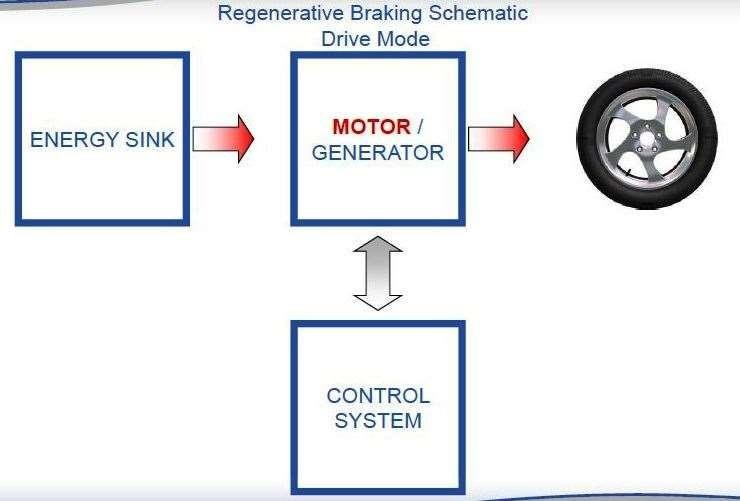 Regenerative Braking Schematic
Drive Mode
ENERGY SINK
MOTOR /
GENERATOR
CONTROL
SYSTEM